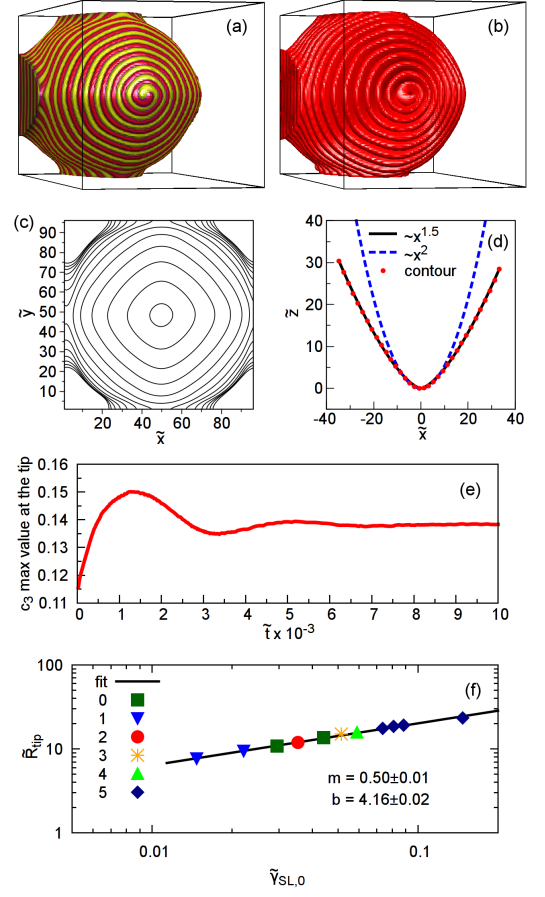 (a)
(b)
(c)
90
80
70
60
50
40
30
20
10
ỹ
20 40 60 80
x̃
(d)
~x^1.5
~x^2
contour
40
30
20
10
0
z̃
-40 -20 0 20 40
x̃
(e)
0.16
0.15
0.14
0.13
0.12
0.11
c₃ max value at the tip
0 1 2 3 4 5 6 7 8 9 10
t̃ x 10^-3
(f)
100
10
1
R̃tip
fit
0
1
2
3
4
5
m = 0.50±0.01
b = 4.16±0.02
0.01 0.1
γ̃SL,0